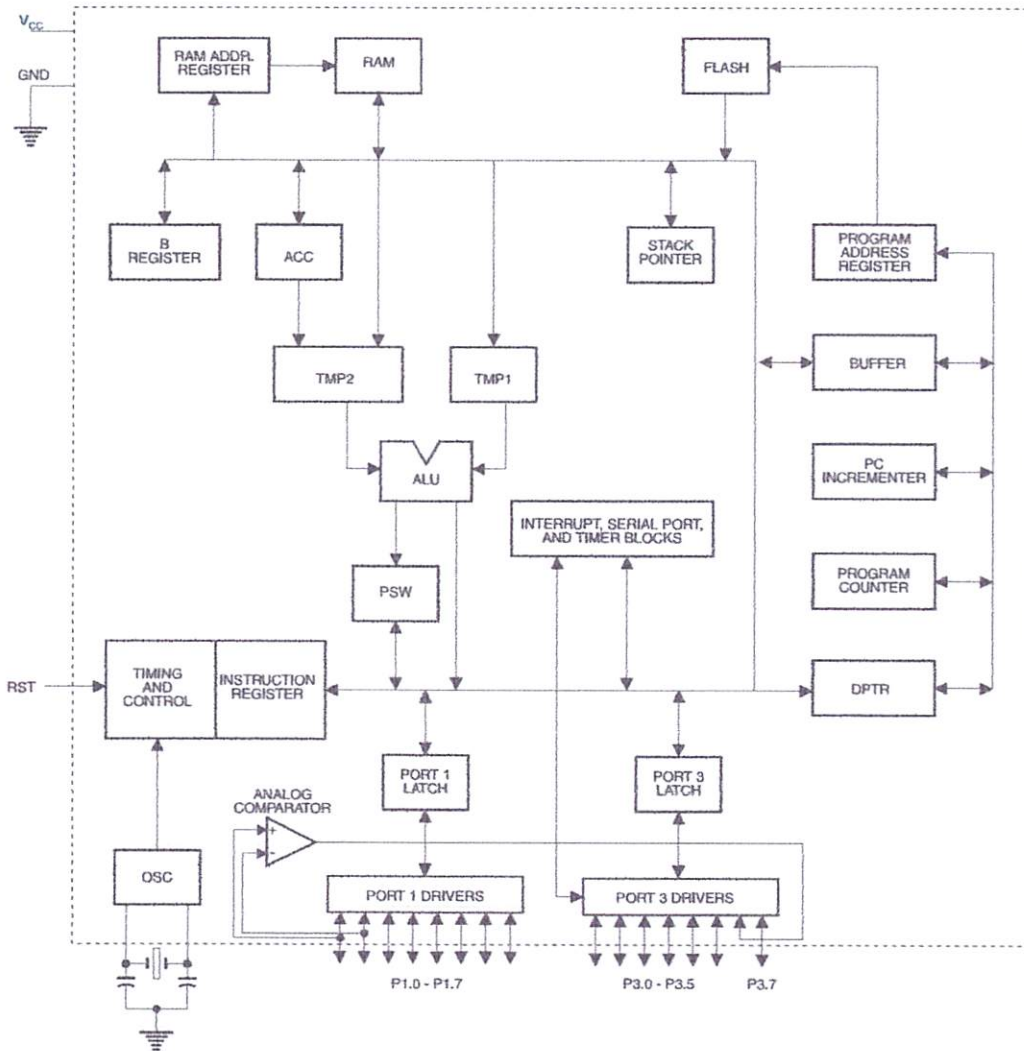 VCC
GND
RAM ADDR.
REGISTER
RAM
FLASH
B
REGISTER
ACC
STACK
POINTER
PROGRAM
ADDRESS
REGISTER
TMP2
TMP1
BUFFER
ALU
PC
INCREMENTER
INTERRUPT, SERIAL PORT,
AND TIMER BLOCKS
PSW
PROGRAM
COUNTER
RST
TIMING
AND
CONTROL
INSTRUCTION
REGISTER
DPTR
PORT 1
LATCH
PORT 3
LATCH
ANALOG
COMPARATOR
+
-
OSC
PORT 1 DRIVERS
PORT 3 DRIVERS
P1.0 - P1.7
P3.0 - P3.5
P3.7